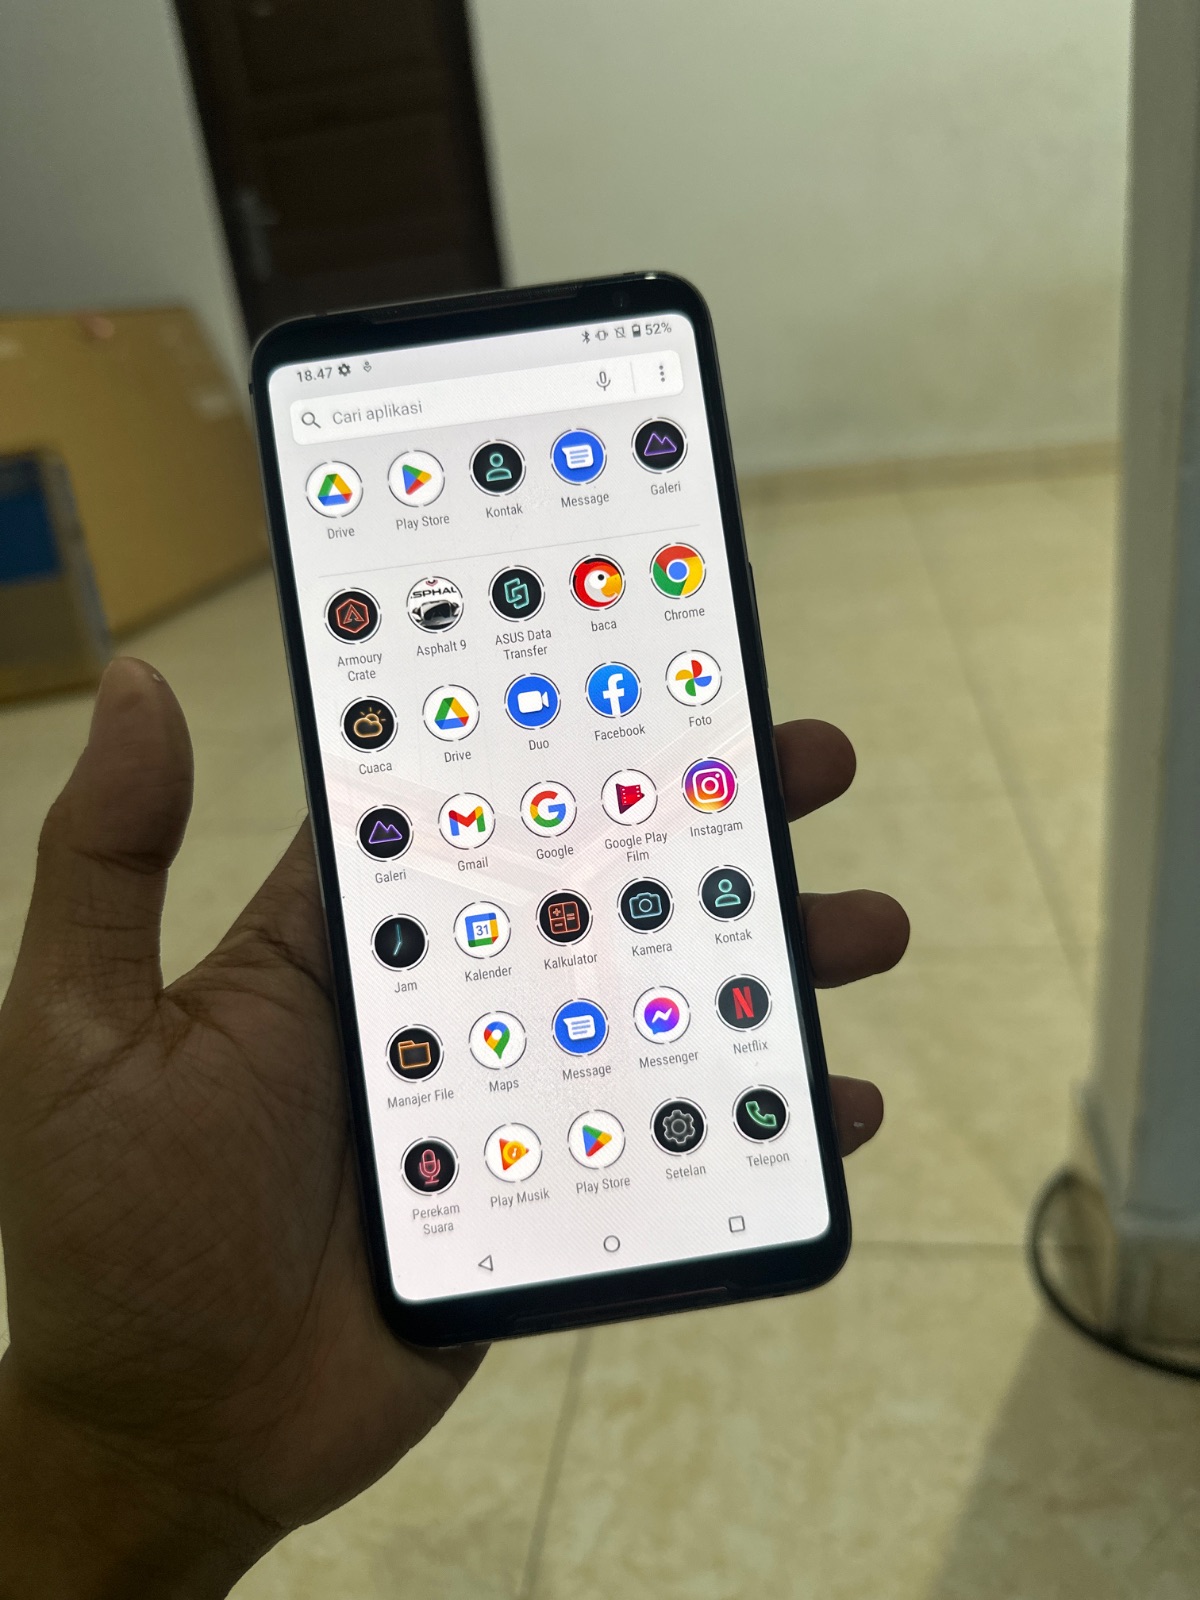 18.47
52%
Cari aplikasi
Drive
Play Store
Kontak
Message
Galeri
SPHAL
Armoury
Crate
Asphalt 9
ASUS Data
Transfer
baca
Chrome
Cuaca
Drive
Duo
Facebook
Foto
Galeri
Gmail
Google
Google Play
Film
Instagram
31
Jam
Kalender
Kalkulator
Kamera
Kontak
Manajer File
Maps
Message
Messenger
Netflix
Perekam
Suara
Play Musik
Play Store
Setelan
Telepon